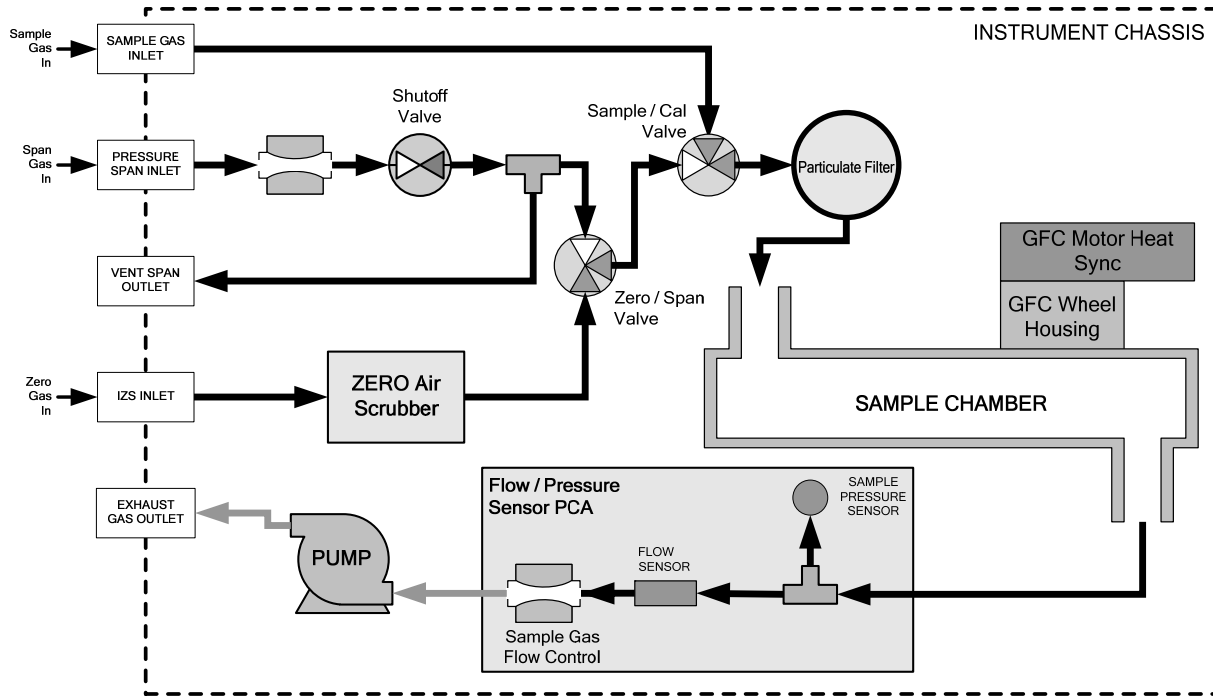 INSTRUMENT CHASSIS
Sample
Gas
In
SAMPLE GAS
INLET
Shutoff
Valve
Sample / Cal
Valve
Span
Gas
In
PRESSURE
SPAN INLET
Particulate Filter
VENT SPAN
OUTLET
Zero / Span
Valve
GFC Motor Heat
Sync
GFC Wheel
Housing
Zero
Gas
In
IZS INLET
ZERO Air
Scrubber
SAMPLE CHAMBER
EXHAUST
GAS OUTLET
PUMP
Flow / Pressure
Sensor PCA
SAMPLE
PRESSURE
SENSOR
FLOW
SENSOR
Sample Gas
Flow Control